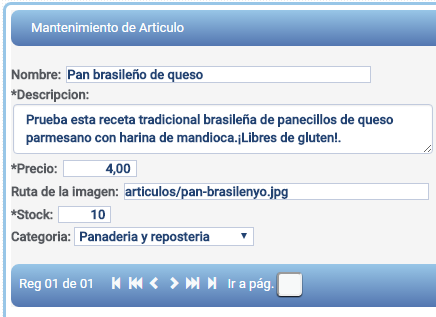 Mantenimiento de Articulo
Nombre: Pan brasileño de queso
*Descripcion:
Prueba esta receta tradicional brasileña de panecillos de queso
parmesano con harina de mandioca.¡Libres de gluten!.
*Precio: 4,00
Ruta de la imagen: articulos/pan-brasilenyo.jpg
*Stock: 10
Categoria: Panaderia y reposteria
Reg 01 de 01 Ir a pág.